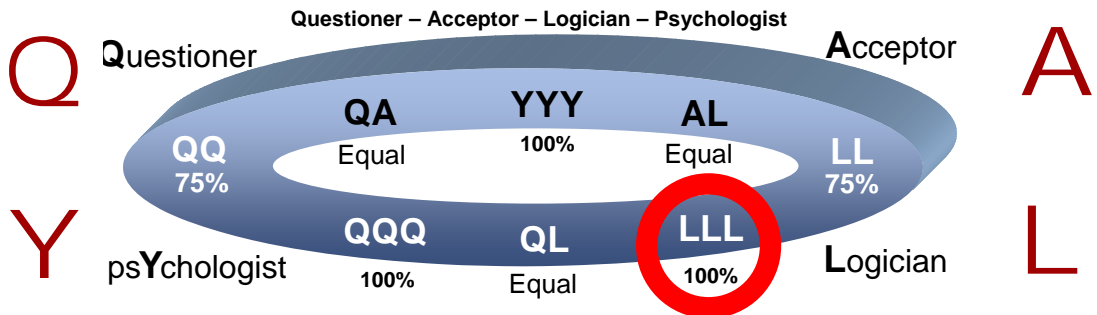 Questioner – Acceptor – Logician – Psychologist
Q
Questioner
Acceptor
A
QA
YYY
AL
Equal
100%
Equal
QQ
75%
LL
75%
Y
psYchologist
QQQ
100%
QL
Equal
LLL
100%
Logician
L